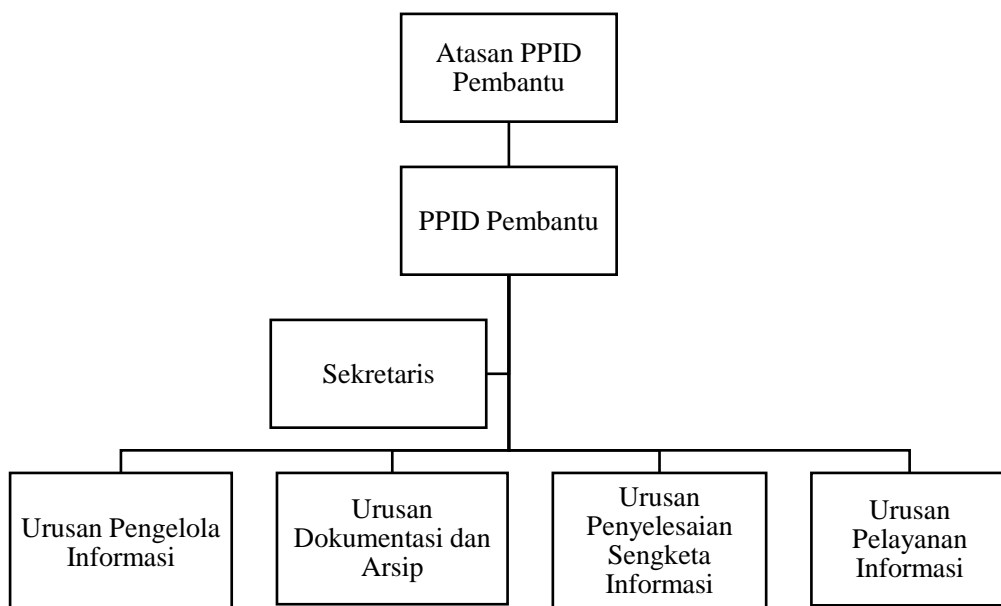 Atasan PPID
Pembantu
PPID Pembantu
Sekretaris
Urusan Pengelola
Informasi
Urusan
Dokumentasi dan
Arsip
Urusan
Penyelesaian
Sengketa
Informasi
Urusan
Pelayanan
Informasi